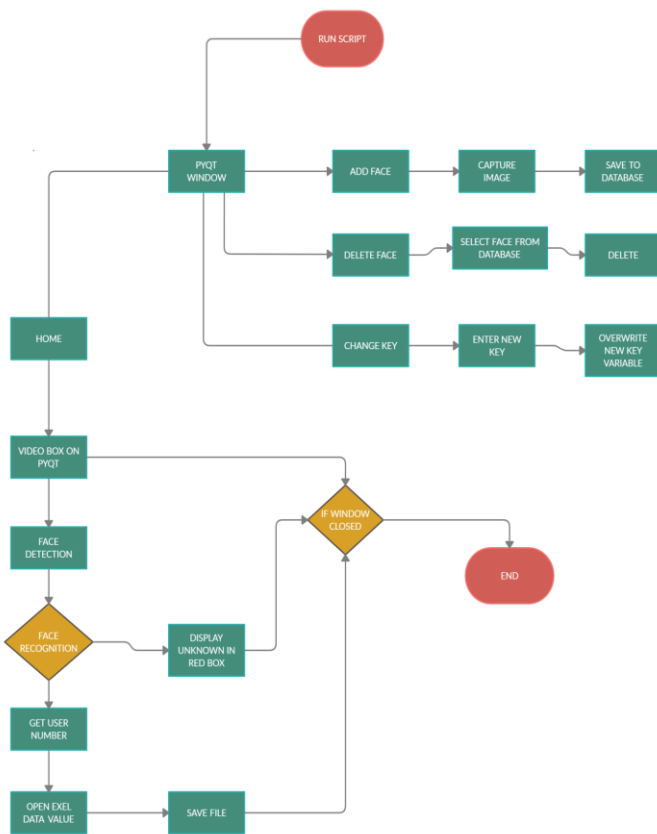 RUN SCRIPT
PYQT
WINDOW
ADD FACE
CAPTURE
IMAGE
SAVE TO
DATABASE
DELETE FACE
SELECT FACE FROM
DATABASE
DELETE
HOME
CHANGE KEY
ENTER NEW
KEY
OVERWRITE
NEW KEY
VARIABLE
VIDEO BOX ON
PYQT
IF WINDOW
CLOSED
FACE
DETECTION
END
FACE
RECOGNITION
DISPLAY
UNKNOWN IN
RED BOX
GET USER
NUMBER
OPEN EXEL
DATA VALUE
SAVE FILE